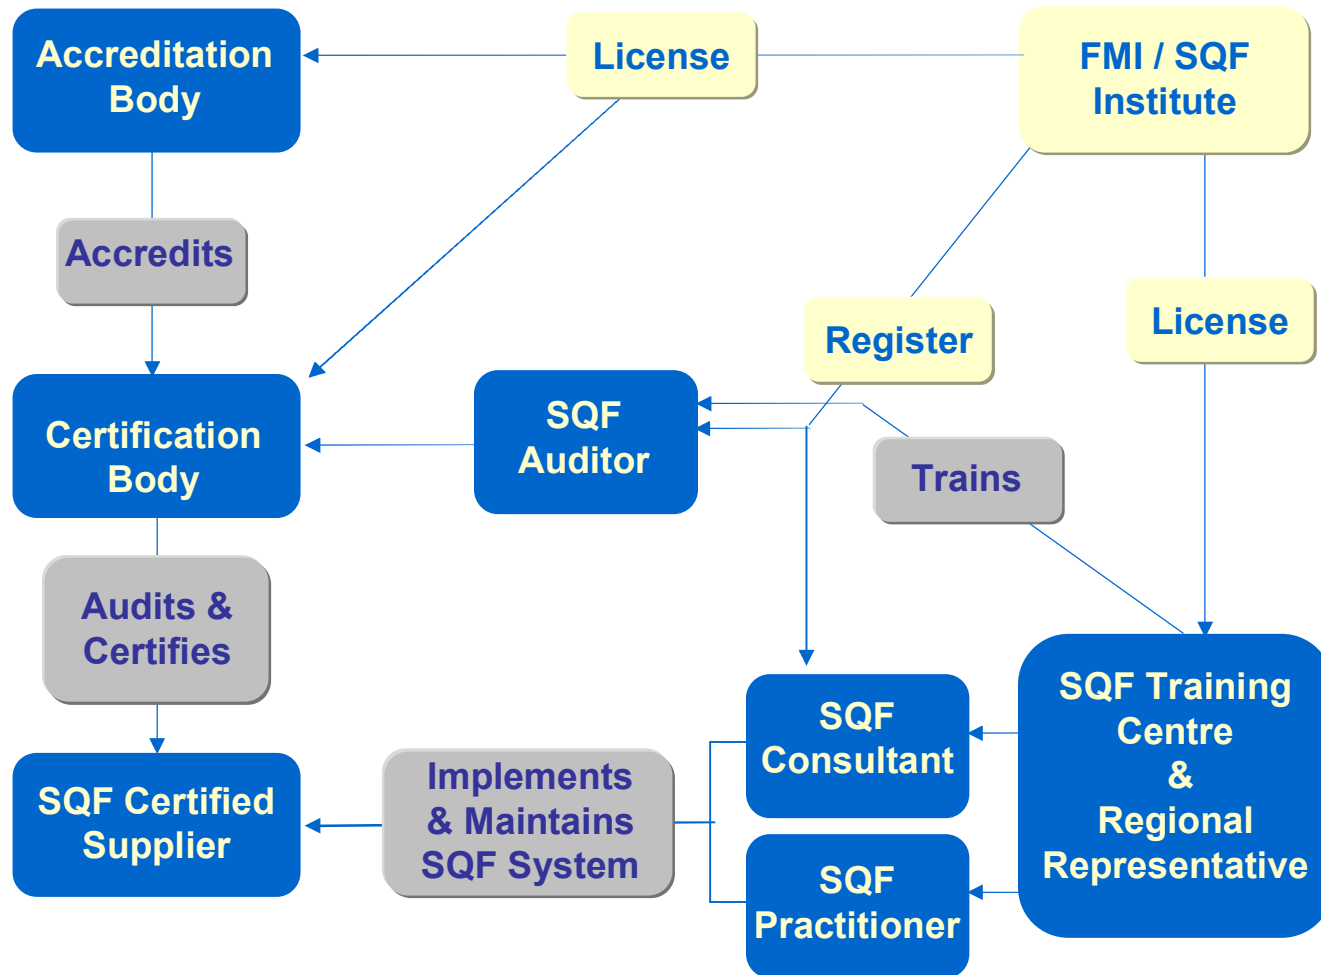 Accreditation
Body
License
FMI / SQF
Institute
Accredits
Register
License
Certification
Body
SQF
Auditor
Trains
Audits &
Certifies
SQF Certified
Supplier
Implements
& Maintains
SQF System
SQF
Consultant
SQF
Practitioner
SQF Training
Centre
&
Regional
Representative